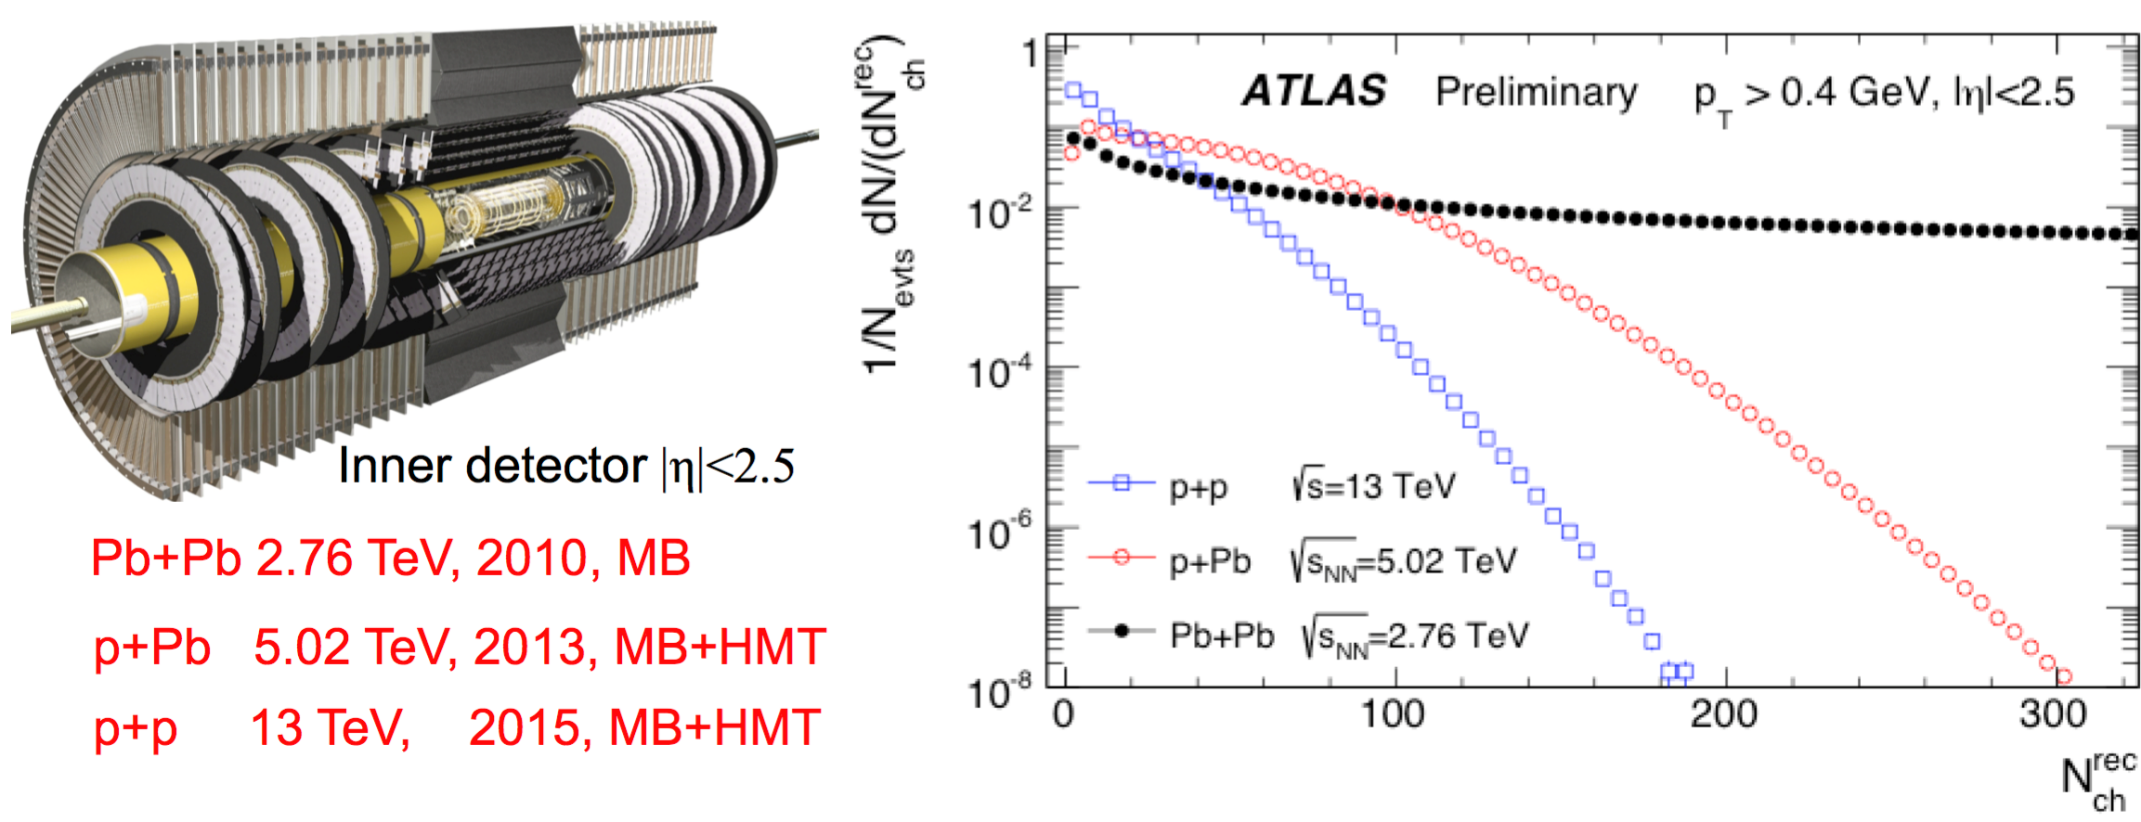 Inner detector |η|<2.5
Pb+Pb 2.76 TeV, 2010, MB
p+Pb 5.02 TeV, 2013, MB+HMT
p+p 13 TeV, 2015, MB+HMT
1/N_evts dN/(dN_ch^rec)
ATLAS Preliminary p_T > 0.4 GeV, |η|<2.5
1
10^-2
10^-4
10^-6
10^-8
p+p √s=13 TeV
p+Pb √s_NN=5.02 TeV
Pb+Pb √s_NN=2.76 TeV
0 100 200 300
N_ch^rec